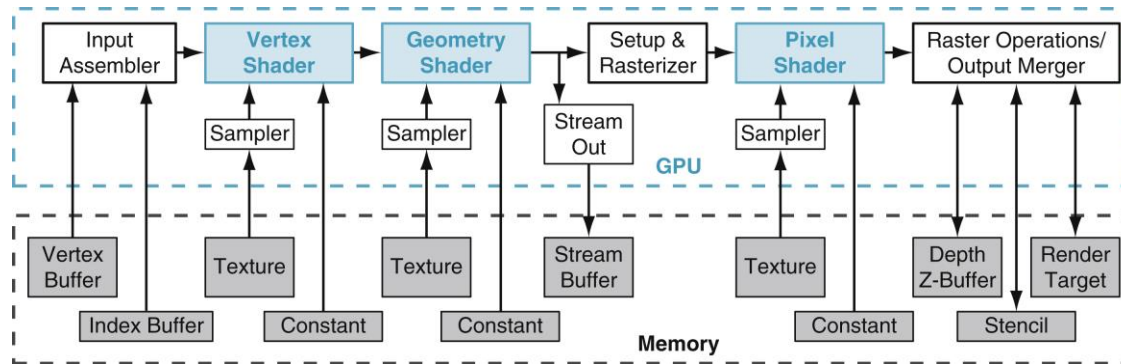 Input
Assembler
Vertex
Shader
Geometry
Shader
Setup &
Rasterizer
Pixel
Shader
Raster Operations/
Output Merger
Sampler
Sampler
Stream
Out
Sampler
GPU
Vertex
Buffer
Texture
Texture
Stream
Buffer
Texture
Depth
Z-Buffer
Render
Target
Index Buffer
Constant
Constant
Constant
Stencil
Memory